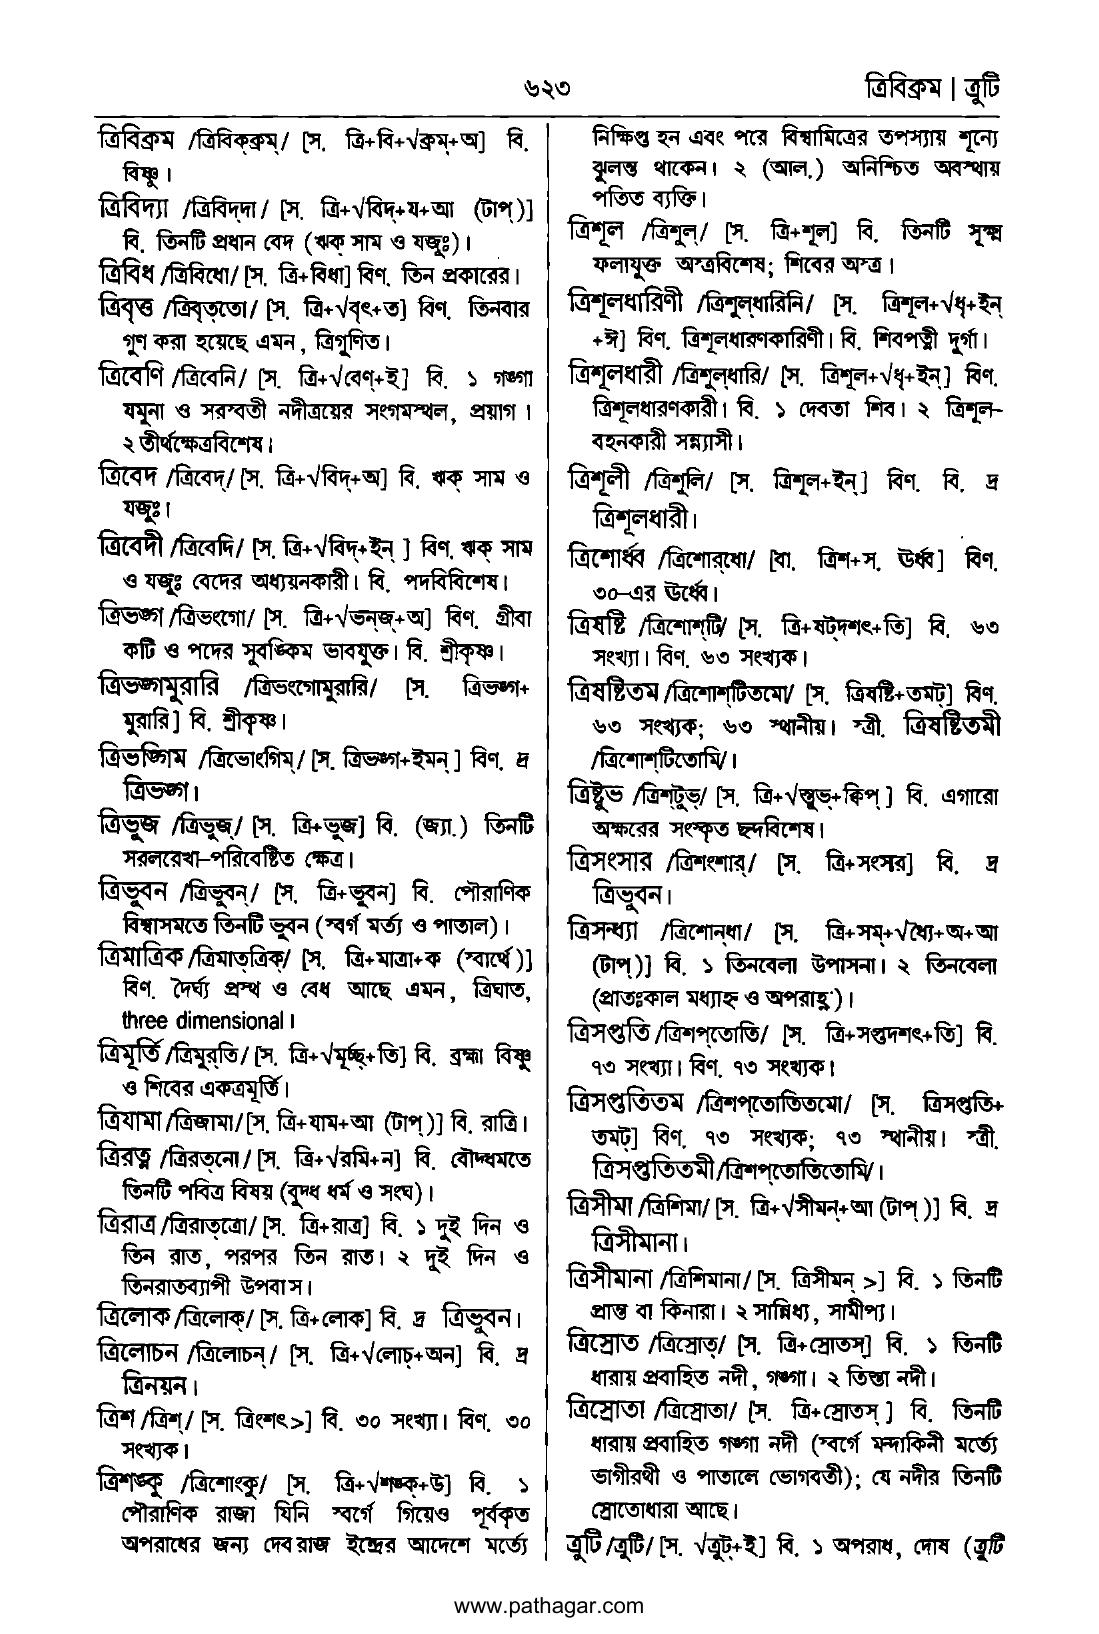 ৬২৩
ত্রিবিক্রম | ত্রুটি
ত্রিবিক্রম /ত্রিবিক্‌ক্রম্/ [স. ত্রি+বি+√ক্রম্+অ] বি.
বিষ্ণু।
ত্রিবিদ্যা /ত্রিবিদ্‌দা/ [স. ত্রি+√বিদ্+য+আ (টাপ্)]
বি. তিনটি প্রধান বেদ (ঋক্ সাম ও যজুঃ)।
ত্রিবিধ /ত্রিবিধো/ [স. ত্রি+বিধা] বিণ. তিন প্রকারের।
ত্রিবৃত্ত /ত্রিবৃত্‌তো/ [স. ত্রি+√বৃৎ+ত] বিণ. তিনবার
গুণ করা হয়েছে এমন, ত্রিগুণিত।
ত্রিবেণি /ত্রিবেনি/ [স. ত্রি+√বেণ্+ই] বি. ১ গঙ্গা
যমুনা ও সরস্বতী নদীত্রয়ের সংগমস্থল, প্রয়াগ।
২ তীর্থক্ষেত্রবিশেষ।
ত্রিবেদ /ত্রিবেদ্/ [স. ত্রি+√বিদ্+অ] বি. ঋক্ সাম ও
যজুঃ।
ত্রিবেদী /ত্রিবেদি/ [স. ত্রি+√বিদ্+ইন্ ] বিণ. ঋক্ সাম
ও যজুঃ বেদের অধ্যয়নকারী। বি. পদবিবিশেষ।
ত্রিভঙ্গ /ত্রিভংগো/ [স. ত্রি+√ভন্‌জ্+অ] বিণ. গ্রীবা
কটি ও পদের সুবঙ্কিম ভাবযুক্ত। বি. শ্রীকৃষ্ণ।
ত্রিভঙ্গমুরারি /ত্রিভংগোমুরারি/ [স. ত্রিভঙ্গ+
মুরারি] বি. শ্রীকৃষ্ণ।
ত্রিভঙ্গিম /ত্রিভোংগিম্/ [স. ত্রিভঙ্গ+ইমন্ ] বিণ. দ্র
ত্রিভঙ্গ।
ত্রিভুজ /ত্রিভুজ্/ [স. ত্রি+ভুজ] বি. (জ্যা.) তিনটি
সরলরেখা-পরিবেষ্টিত ক্ষেত্র।
ত্রিভুবন /ত্রিভুবন্/ [স. ত্রি+ভুবন] বি. পৌরাণিক
বিশ্বাসমতে তিনটি ভুবন (স্বর্গ মর্ত্য ও পাতাল)।
ত্রিমাত্রিক /ত্রিমাত্‌ত্রিক্/ [স. ত্রি+মাত্রা+ক (স্বার্থে)]
বিণ. দৈর্ঘ্য প্রস্থ ও বেধ আছে এমন, ত্রিঘাত,
three dimensional।
ত্রিমূর্তি /ত্রিমুর্‌তি/ [স. ত্রি+√মূর্চ্ছ্+তি] বি. ব্রহ্মা বিষ্ণু
ও শিবের একত্রমূর্তি।
ত্রিযামা /ত্রিজামা/ [স. ত্রি+যাম+আ (টাপ্)] বি. রাত্রি।
ত্রিরত্ন /ত্রিরত্‌নো/ [স. ত্রি+√রমি+ন] বি. বৌদ্ধমতে
তিনটি পবিত্র বিষয় (বুদ্ধ ধর্ম ও সংঘ)।
ত্রিরাত্র /ত্রিরাত্‌ত্রো/ [স. ত্রি+রাত্র] বি. ১ দুই দিন ও
তিন রাত, পরপর তিন রাত। ২ দুই দিন ও
তিনরাতব্যাপী উপবাস।
ত্রিলোক /ত্রিলোক্/ [স. ত্রি+লোক] বি. দ্র ত্রিভুবন।
ত্রিলোচন /ত্রিলোচন্/ [স. ত্রি+√লোচ্+অন] বি. দ্র
ত্রিনয়ন।
ত্রিশ /ত্রিশ্/ [স. ত্রিংশৎ>] বি. ৩০ সংখ্যা। বিণ. ৩০
সংখ্যক।
ত্রিশঙ্কু /ত্রিশোংকু/ [স. ত্রি+√শঙ্ক্+উ] বি. ১
পৌরাণিক রাজা যিনি স্বর্গে গিয়েও পূর্বকৃত
অপরাধের জন্য দেবরাজ ইন্দ্রের আদেশে মর্ত্যে
নিক্ষিপ্ত হন এবং পরে বিশ্বামিত্রের তপস্যায় শূন্যে
ঝুলন্ত থাকেন। ২ (আল.) অনিশ্চিত অবস্থায়
পতিত ব্যক্তি।
ত্রিশূল /ত্রিশুল্/ [স. ত্রি+শূল] বি. তিনটি সূক্ষ্ম
ফলাযুক্ত অস্ত্রবিশেষ; শিবের অস্ত্র।
ত্রিশূলধারিণী /ত্রিশুল্‌ধারিনি/ [স. ত্রিশূল+√ধৃ+ইন্
+ঈ] বিণ. ত্রিশূলধারণকারিণী। বি. শিবপত্নী দুর্গা।
ত্রিশূলধারী /ত্রিশুল্‌ধারি/ [স. ত্রিশূল+√ধৃ+ইন্] বিণ.
ত্রিশূলধারণকারী। বি. ১ দেবতা শিব। ২ ত্রিশূল-
বহনকারী সন্ন্যাসী।
ত্রিশূলী /ত্রিশুলি/ [স. ত্রিশূল+ইন্] বিণ. বি. দ্র
ত্রিশূলধারী।
ত্রিশোর্ধ্ব /ত্রিশোর্‌ধো/ [বা. ত্রিশ+স. ঊর্ধ্ব] বিণ.
৩০-এর ঊর্ধ্বে।
ত্রিষষ্টি /ত্রিশোশ্‌টি/ [স. ত্রি+ষট্‌দশৎ+তি] বি. ৬৩
সংখ্যা। বিণ. ৬৩ সংখ্যক।
ত্রিষষ্টিতম /ত্রিশোশ্‌টিতমো/ [স. ত্রিষষ্টি+তমট্] বিণ.
৬৩ সংখ্যক; ৬৩ স্থানীয়। স্ত্রী. ত্রিষষ্টিতমী
/ত্রিশোশ্‌টিতোমি/।
ত্রিষ্টুভ /ত্রিশ্‌টুভ্/ [স. ত্রি+√স্তুভ্+ক্বিপ্ ] বি. এগারো
অক্ষরের সংস্কৃত ছন্দবিশেষ।
ত্রিসংসার /ত্রিশংশার্/ [স. ত্রি+সংসর] বি. দ্র
ত্রিভুবন।
ত্রিসন্ধ্যা /ত্রিশোন্‌ধা/ [স. ত্রি+সম্+√ধ্যৈ+অ+আ
(টাপ্)] বি. ১ তিনবেলা উপাসনা। ২ তিনবেলা
(প্রাতঃকাল মধ্যাহ্ন ও অপরাহ্ণ)।
ত্রিসপ্ততি /ত্রিশপ্‌তোতি/ [স. ত্রি+সপ্তদশৎ+তি] বি.
৭৩ সংখ্যা। বিণ. ৭৩ সংখ্যক।
ত্রিসপ্ততিতম /ত্রিশপ্‌তোতিতমো/ [স. ত্রিসপ্ততি+
তমট্] বিণ. ৭৩ সংখ্যক; ৭৩ স্থানীয়। স্ত্রী.
ত্রিসপ্ততিতমী /ত্রিশপ্‌তোতিতোমি/।
ত্রিসীমা /ত্রিশিমা/ [স. ত্রি+√সীমন্+আ (টাপ্ )] বি. দ্র
ত্রিসীমানা।
ত্রিসীমানা /ত্রিশিমানা/ [স. ত্রিসীমন্ >] বি. ১ তিনটি
প্রান্ত বা কিনারা। ২ সান্নিধ্য, সামীপ্য।
ত্রিস্রোত /ত্রিস্রোত্/ [স. ত্রি+স্রোতস্] বি. ১ তিনটি
ধারায় প্রবাহিত নদী, গঙ্গা। ২ তিস্তা নদী।
ত্রিস্রোতা /ত্রিস্রোতা/ [স. ত্রি+স্রোতস্ ] বি. তিনটি
ধারায় প্রবাহিত গঙ্গা নদী (স্বর্গে মন্দাকিনী মর্ত্যে
ভাগীরথী ও পাতালে ভোগবতী); যে নদীর তিনটি
স্রোতোধারা আছে।
ত্রুটি /ত্রুটি/ [স. √ত্রুট্+ই] বি. ১ অপরাধ, দোষ (ত্রুটি
www.pathagar.com